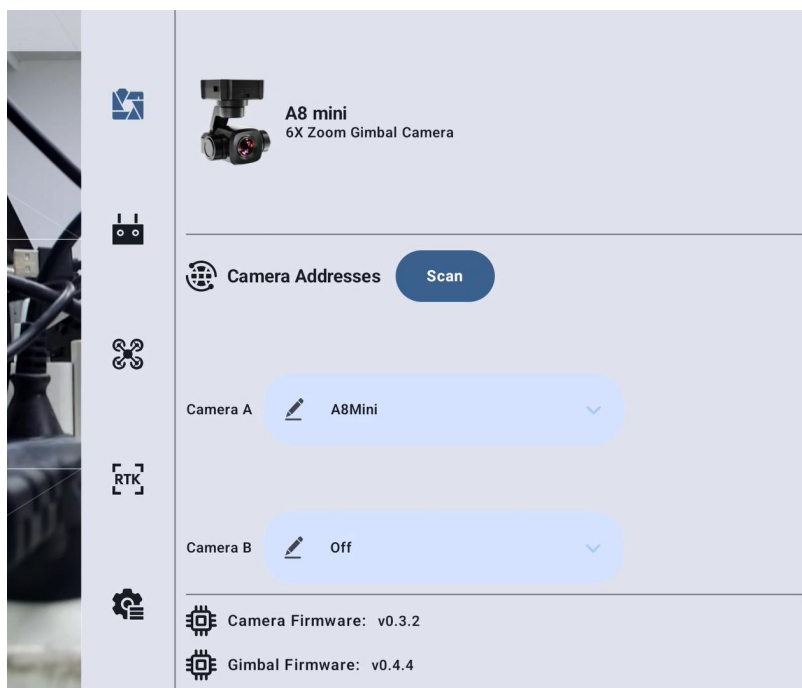 A8 mini
6X Zoom Gimbal Camera
Camera Addresses
Scan
Camera A
A8Mini
RTK
Camera B
Off
Camera Firmware: v0.3.2
Gimbal Firmware: v0.4.4